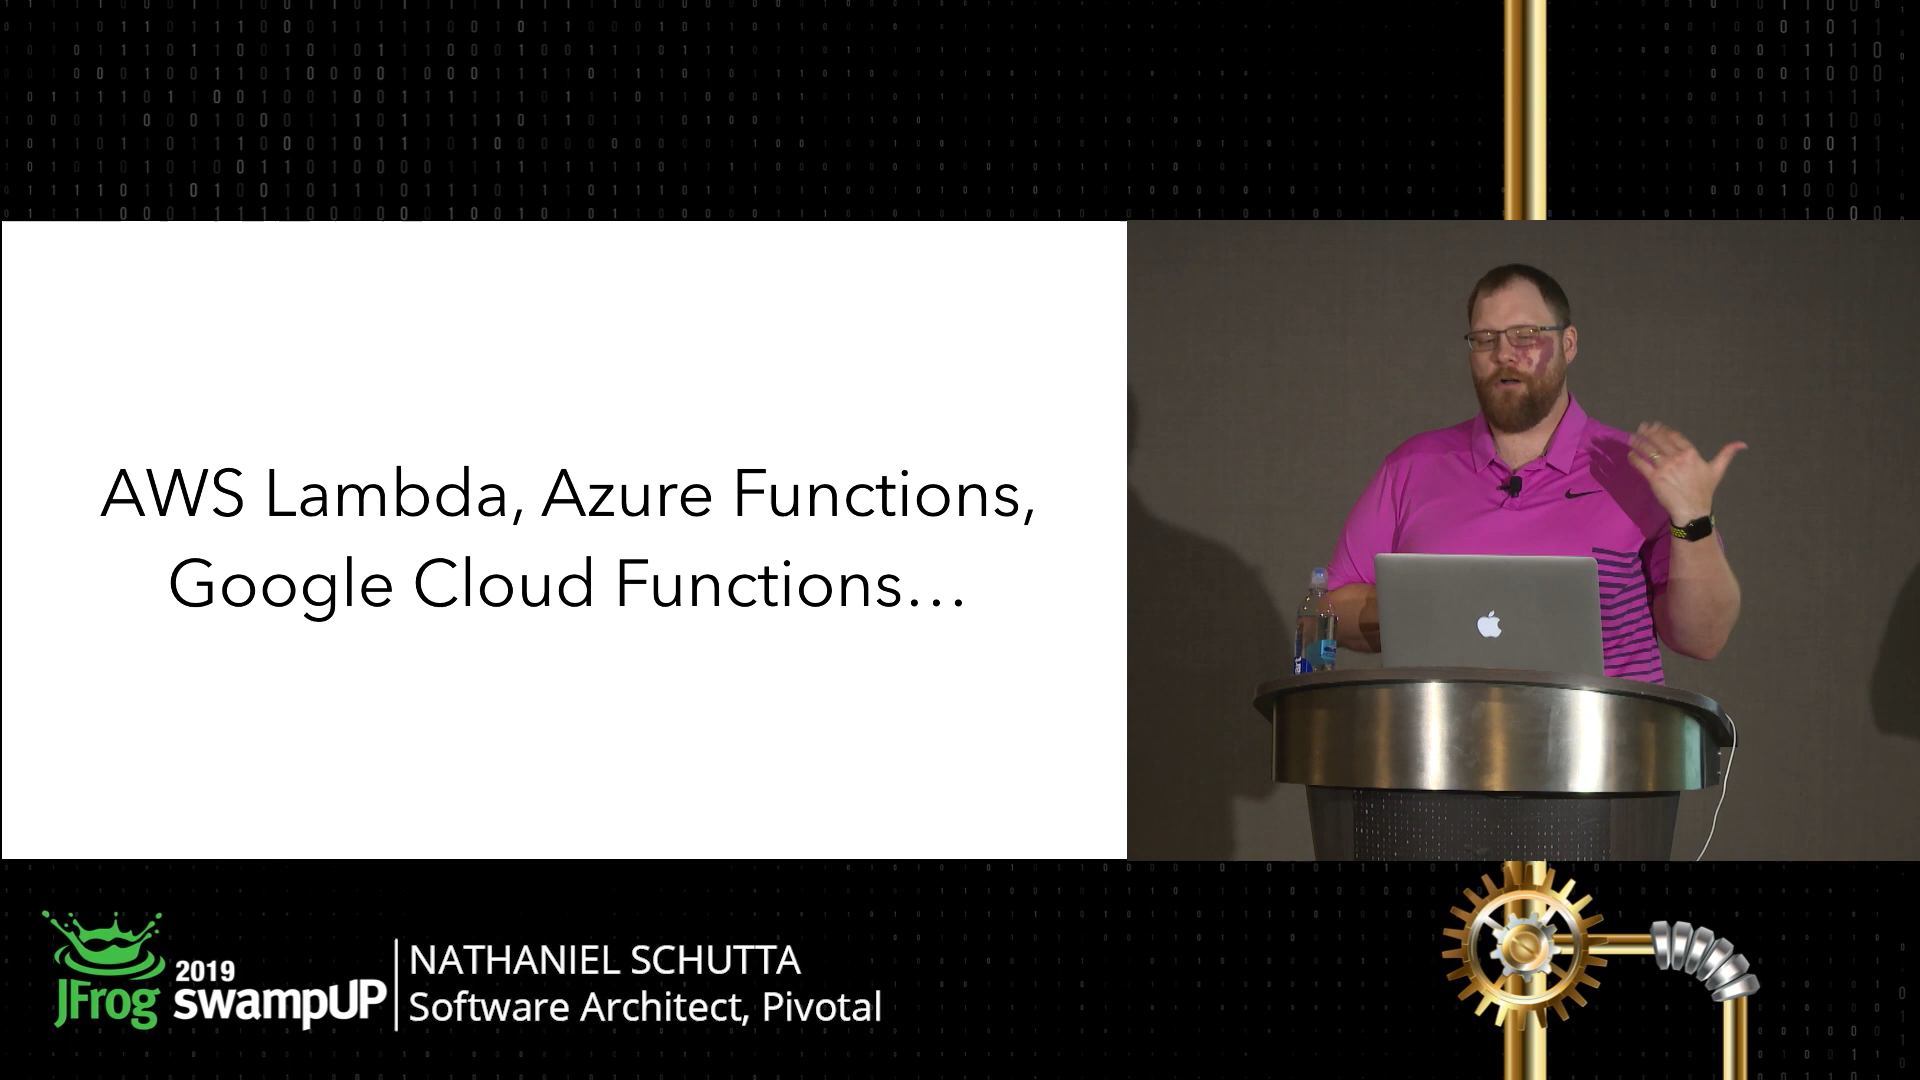 AWS Lambda, Azure Functions,
Google Cloud Functions…
JFrog
2019
swampUP
NATHANIEL SCHUTTA
Software Architect, Pivotal